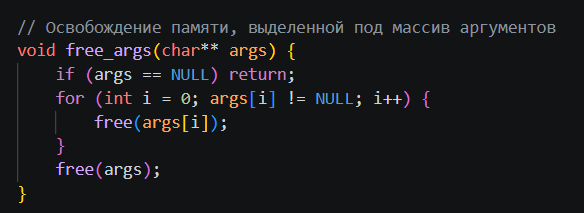 // Освобождение памяти, выделенной под массив аргументов
void free_args(char** args) {
    if (args == NULL) return;
    for (int i = 0; args[i] != NULL; i++) {
        free(args[i]);
    }
    free(args);
}